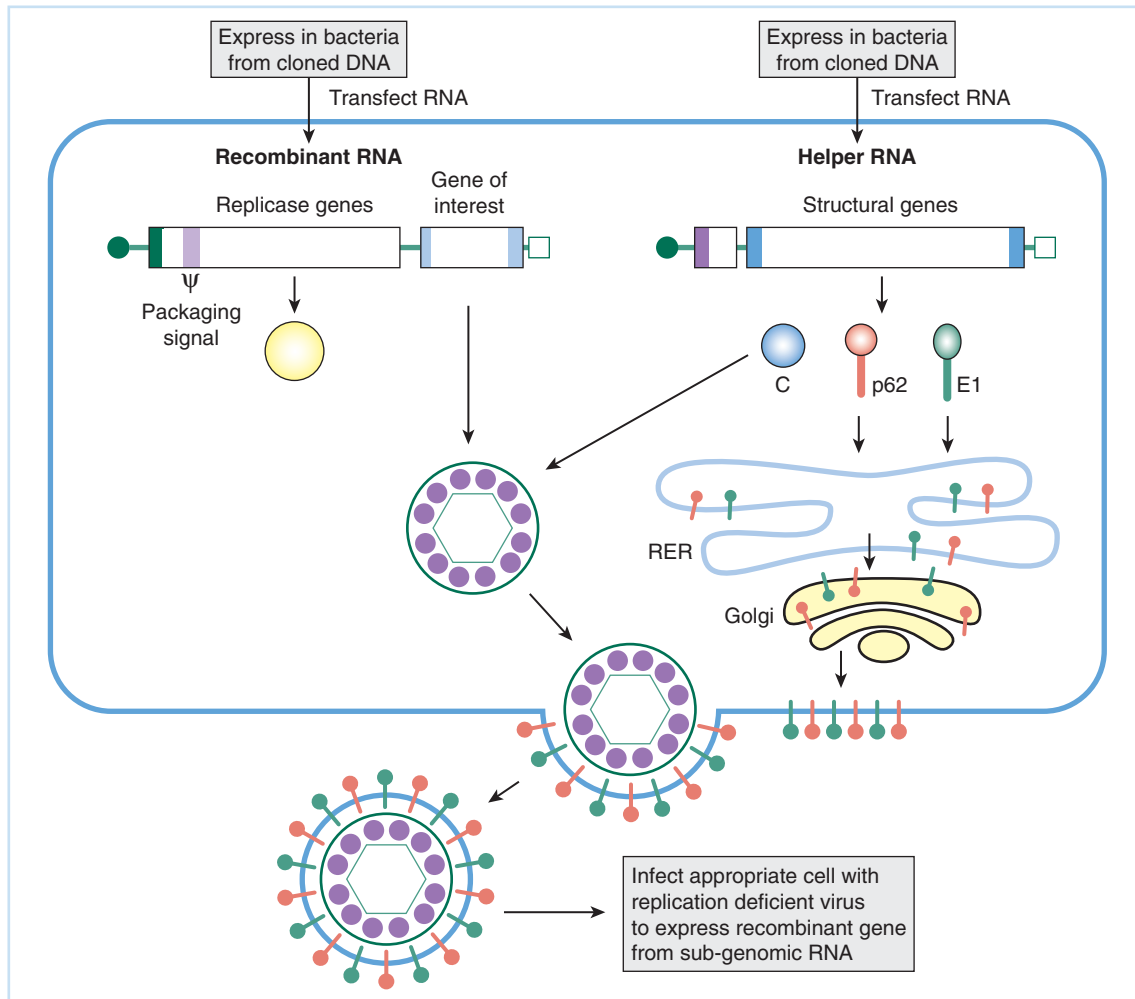 Express in bacteria
from cloned DNA
Transfect RNA
Express in bacteria
from cloned DNA
Transfect RNA
Recombinant RNA
Replicase genes
Gene of
interest
ψ
Packaging
signal
Helper RNA
Structural genes
C
p62
E1
RER
Golgi
Infect appropriate cell with
replication deficient virus
to express recombinant gene
from sub-genomic RNA